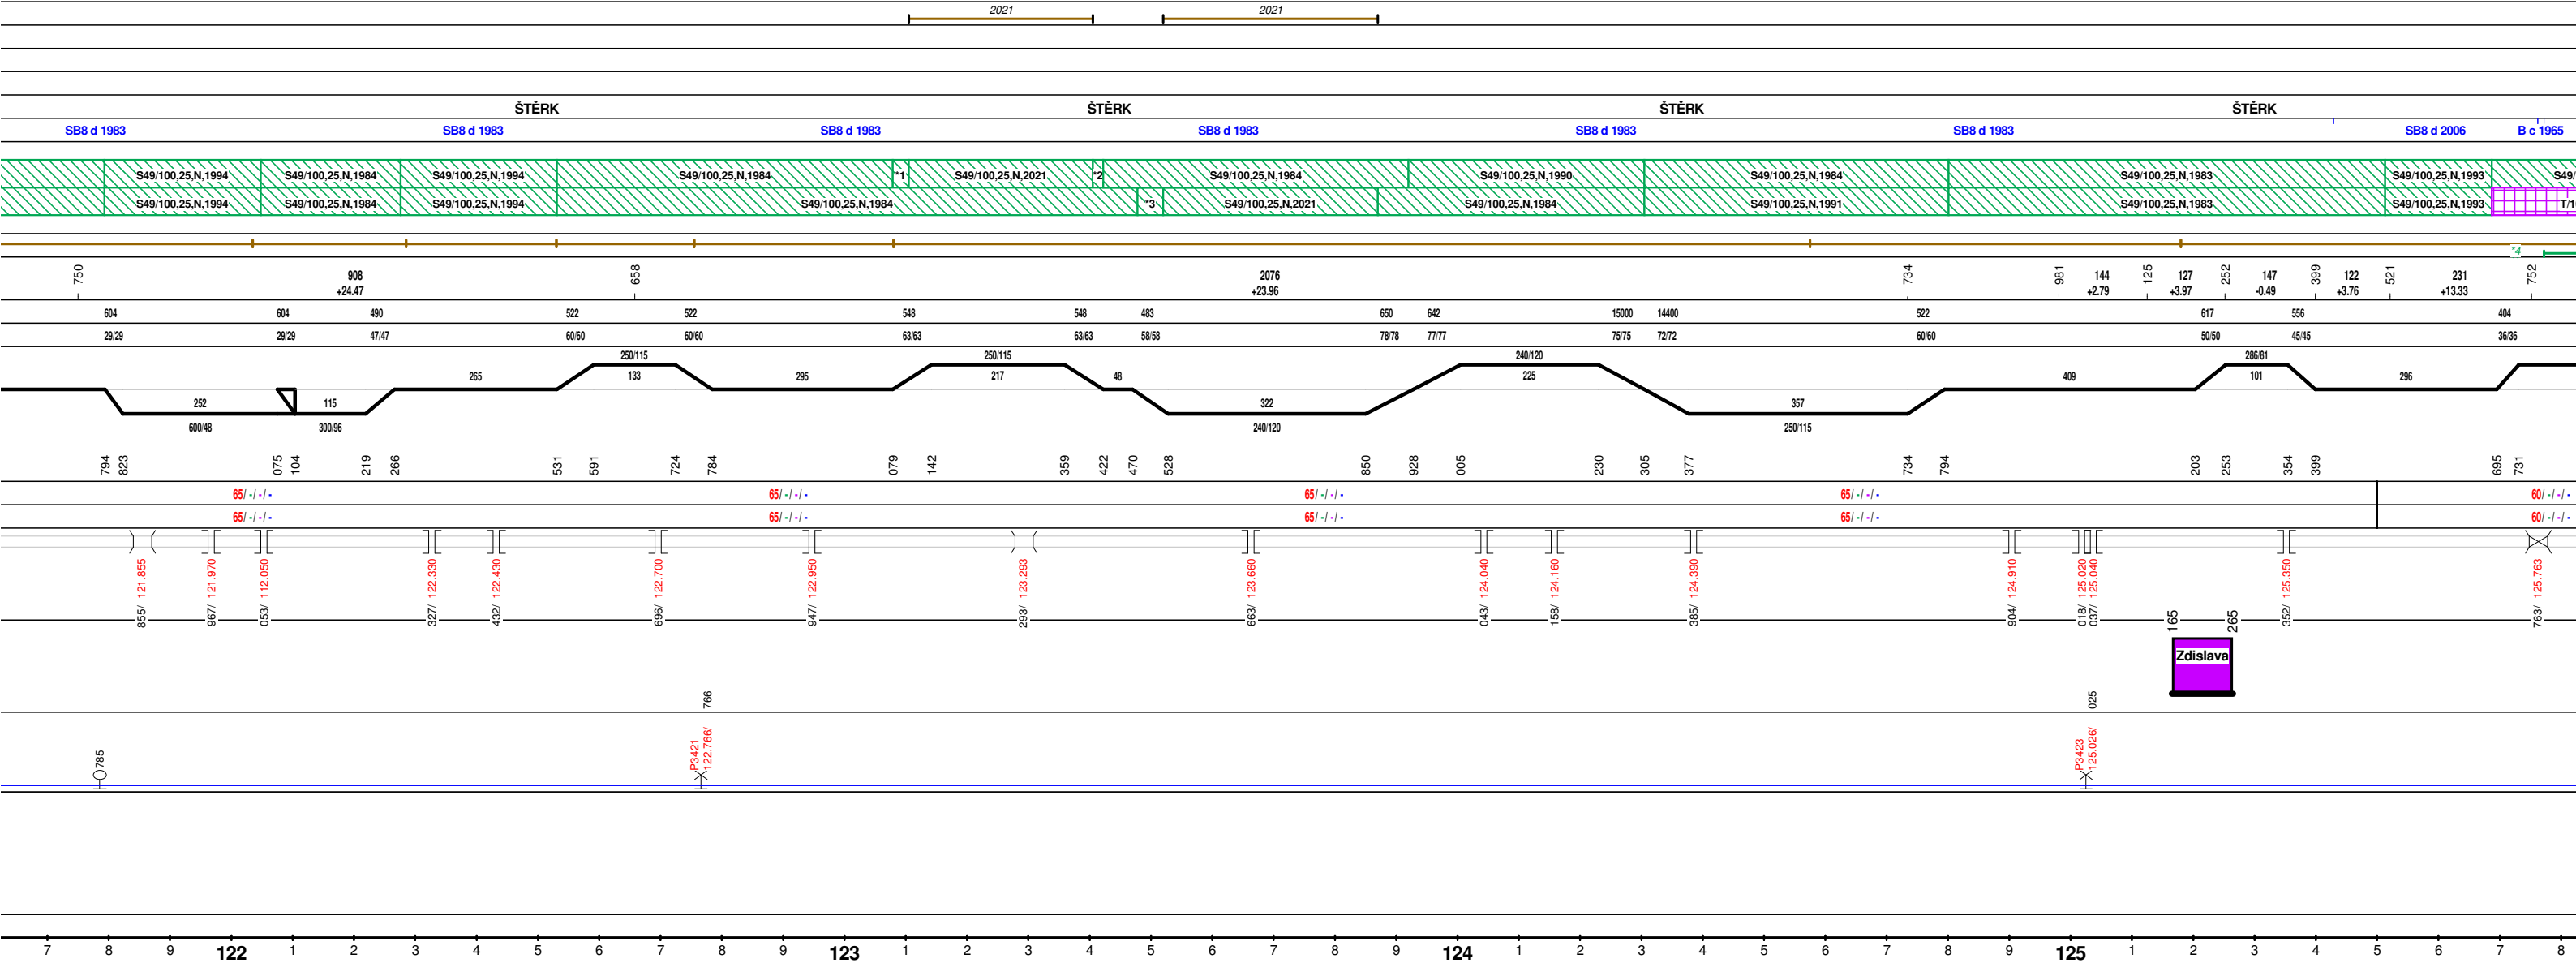 2021 2021
ŠTĚRK ŠTĚRK ŠTĚRK ŠTĚRK
SB8 d 1983 SB8 d 1983 SB8 d 1983 SB8 d 1983 SB8 d 1983 SB8 d 1983 SB8 d 2006 B c 1965
S49/100,25,N,1994 S49/100,25,N,1984 S49/100,25,N,1994 S49/100,25,N,1984 *1 S49/100,25,N,2021 *2 S49/100,25,N,1984 S49/100,25,N,1990 S49/100,25,N,1984 S49/100,25,N,1983 S49/100,25,N,1993 S49/
S49/100,25,N,1994 S49/100,25,N,1984 S49/100,25,N,1994 S49/100,25,N,1984 *3 S49/100,25,N,2021 S49/100,25,N,1984 S49/100,25,N,1991 S49/100,25,N,1983 S49/100,25,N,1993 T/1
*4
750 908 658 2076 734 981 144 125 127 252 147 399 122 521 231 752
+24.47 +23.96 +2.79 +3.97 -0.49 +3.76 +13.33
604 604 490 522 522 548 548 483 650 642 15000 14400 522 617 556 404
29/29 29/29 47/47 60/60 60/60 63/63 63/63 58/58 78/78 77/77 75/75 72/72 60/60 50/50 45/45 36/36
250/115 250/115 240/120 286/81
265 133 295 217 48 225 409 101 296
252 115 322 357
600/48 300/96 240/120 250/115
794 823 075 104 219 266 531 591 724 784 079 142 359 422 470 528 850 928 005 230 305 377 734 794 203 253 354 399 695 731
65/ -/ -/ - 65/ -/ -/ - 65/ -/ -/ - 65/ -/ -/ - 60/ -/ -/ -
65/ -/ -/ - 65/ -/ -/ - 65/ -/ -/ - 65/ -/ -/ - 60/ -/ -/ -
855/ 121.855 967/ 121.970 053/ 112.050 327/ 122.330 432/ 122.430 696/ 122.700 947/ 122.950 293/ 123.293 663/ 123.660 043/ 124.040 158/ 124.160 385/ 124.390 904/ 124.910 018/ 125.020 037/ 125.040 352/ 125.350 763/ 125.763
165 265
Zdislava
766 025
785 P3421 122.766/ P3423 125.026/
7 8 9 122 1 2 3 4 5 6 7 8 9 123 1 2 3 4 5 6 7 8 9 124 1 2 3 4 5 6 7 8 9 125 1 2 3 4 5 6 7 8